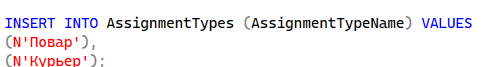 INSERT INTO AssignmentTypes (AssignmentTypeName) VALUES
(N'Повар'),
(N'Курьер');